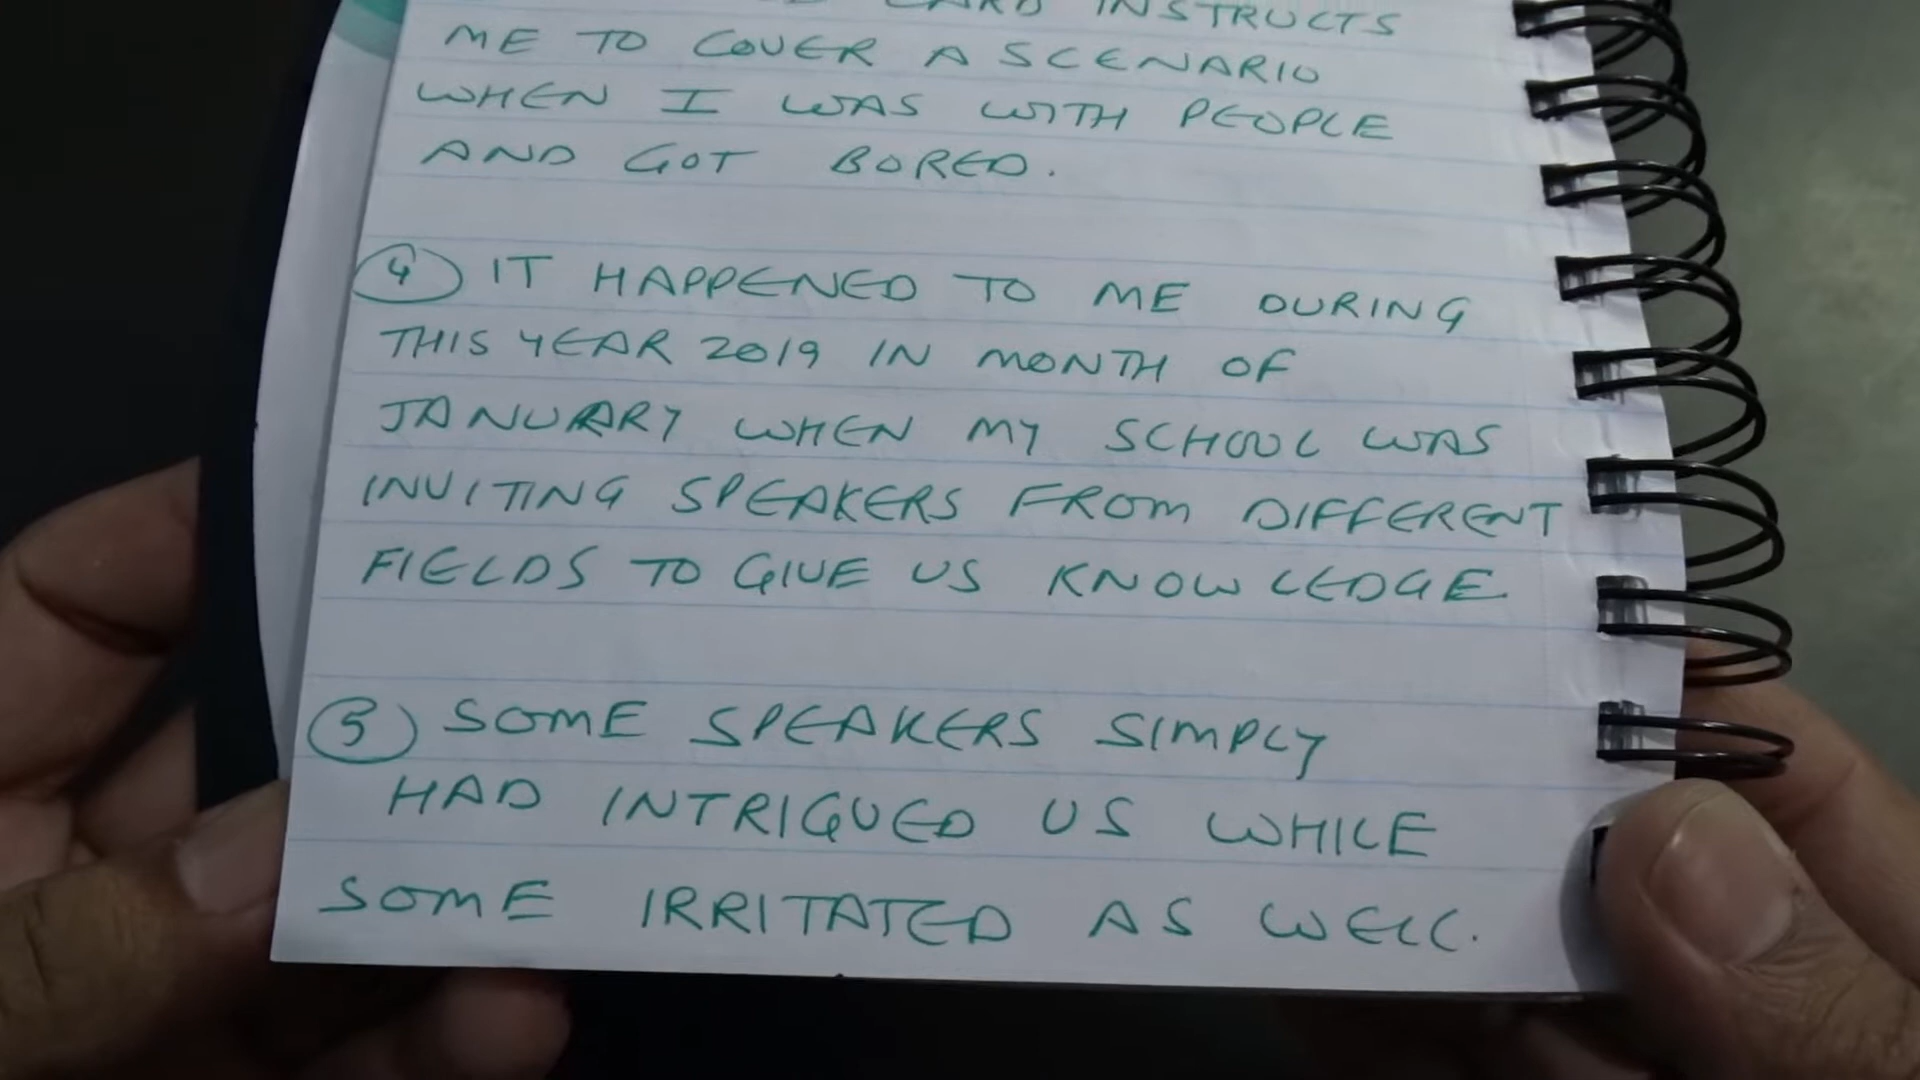 CARD INSTRUCTS
ME TO COVER A SCENARIO
WHEN I WAS WITH PEOPLE
AND GOT BORED.
4 IT HAPPENED TO ME DURING
THIS YEAR 2019 IN MONTH OF
JANUARY WHEN MY SCHOOL WAS
INVITING SPEAKERS FROM DIFFERENT
FIELDS TO GIVE US KNOWLEDGE.
5 SOME SPEAKERS SIMPLY
HAD INTRIGUED US WHILE
SOME IRRITATED AS WELL.